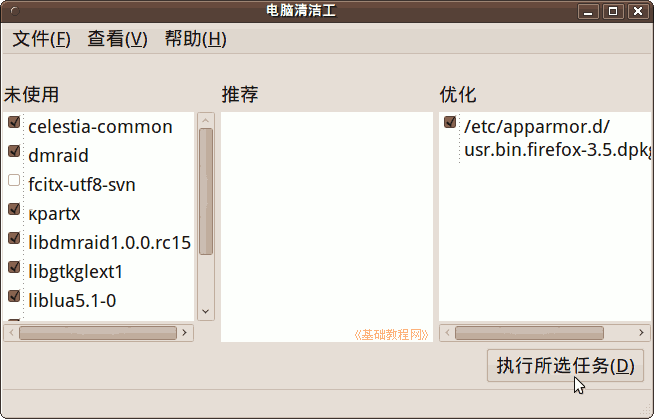 电脑清洁工
文件(F) 查看(V) 帮助(H)
未使用
celestia-common
dmraid
fcitx-utf8-svn
kpartx
libdmraid1.0.0.rc15
libgtkglext1
liblua5.1-0
推荐
《基础教程网》
优化
/etc/apparmor.d/
usr.bin.firefox-3.5.dpkg
执行所选任务(D)